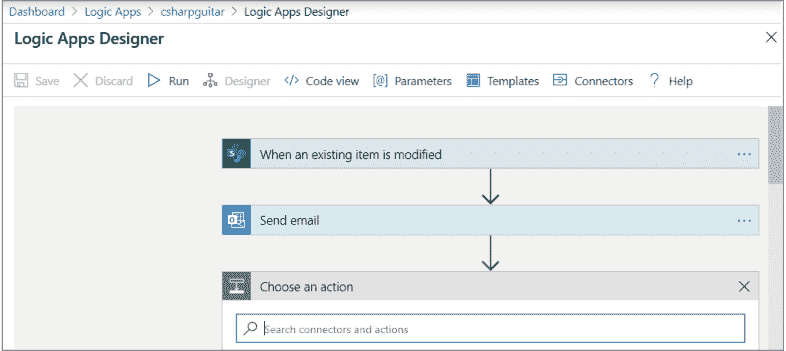 Dashboard > Logic Apps > csharpguitar > Logic Apps Designer
Logic Apps Designer
Save Discard Run Designer Code view Parameters Templates Connectors Help
When an existing item is modified
Send email
Choose an action
Search connectors and actions